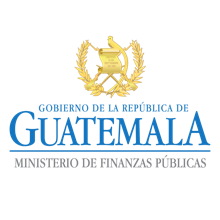 GOBIERNO DE LA REPÚBLICA DE
GUATEMALA
MINISTERIO DE FINANZAS PÚBLICAS